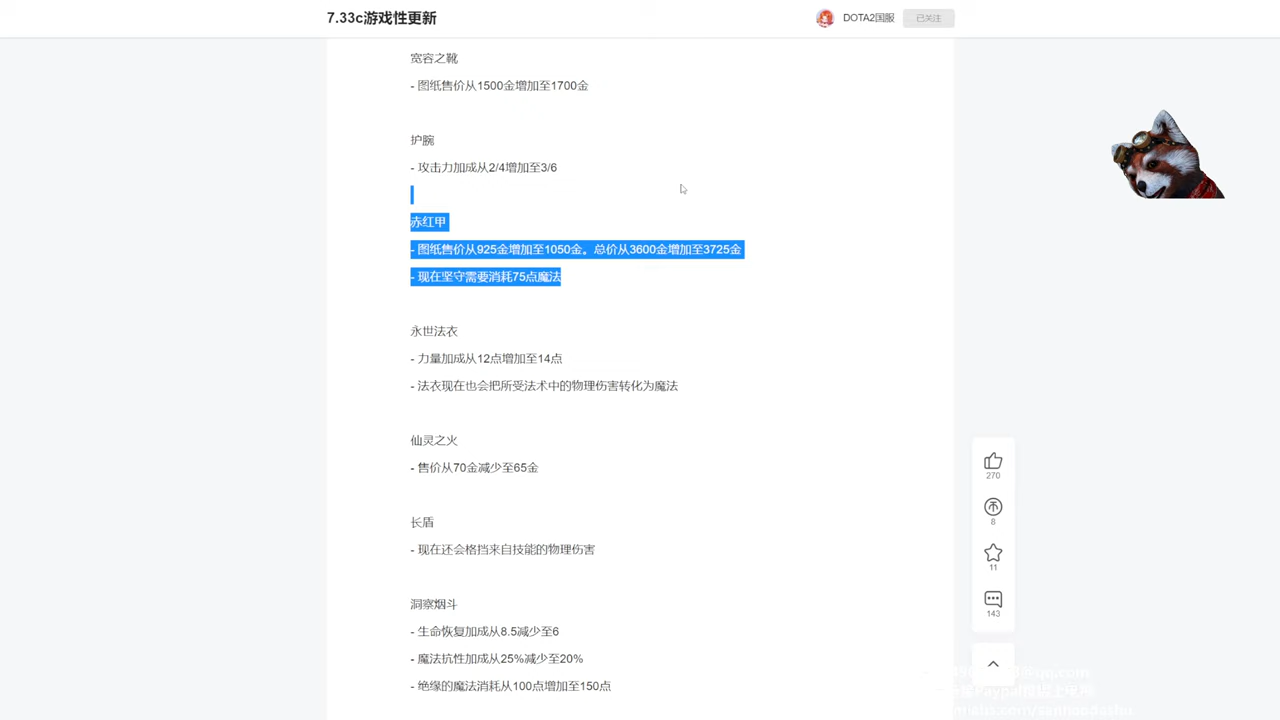 7.33c游戏性更新
DOTA2国服
已关注
宽容之靴
- 图纸售价从1500金增加至1700金
护腕
- 攻击力加成从2/4增加至3/6
赤红甲
- 图纸售价从925金增加至1050金。总价从3600金增加至3725金
- 现在坚守需要消耗75点魔法
永世法衣
- 力量加成从12点增加至14点
- 法衣现在也会把所受法术中的物理伤害转化为魔法
仙灵之火
- 售价从70金减少至65金
长盾
- 现在还会格挡来自技能的物理伤害
洞察烟斗
- 生命恢复加成从8.5减少至6
- 魔法抗性加成从25%减少至20%
- 绝缘的魔法消耗从100点增加至150点
270
8
11
143